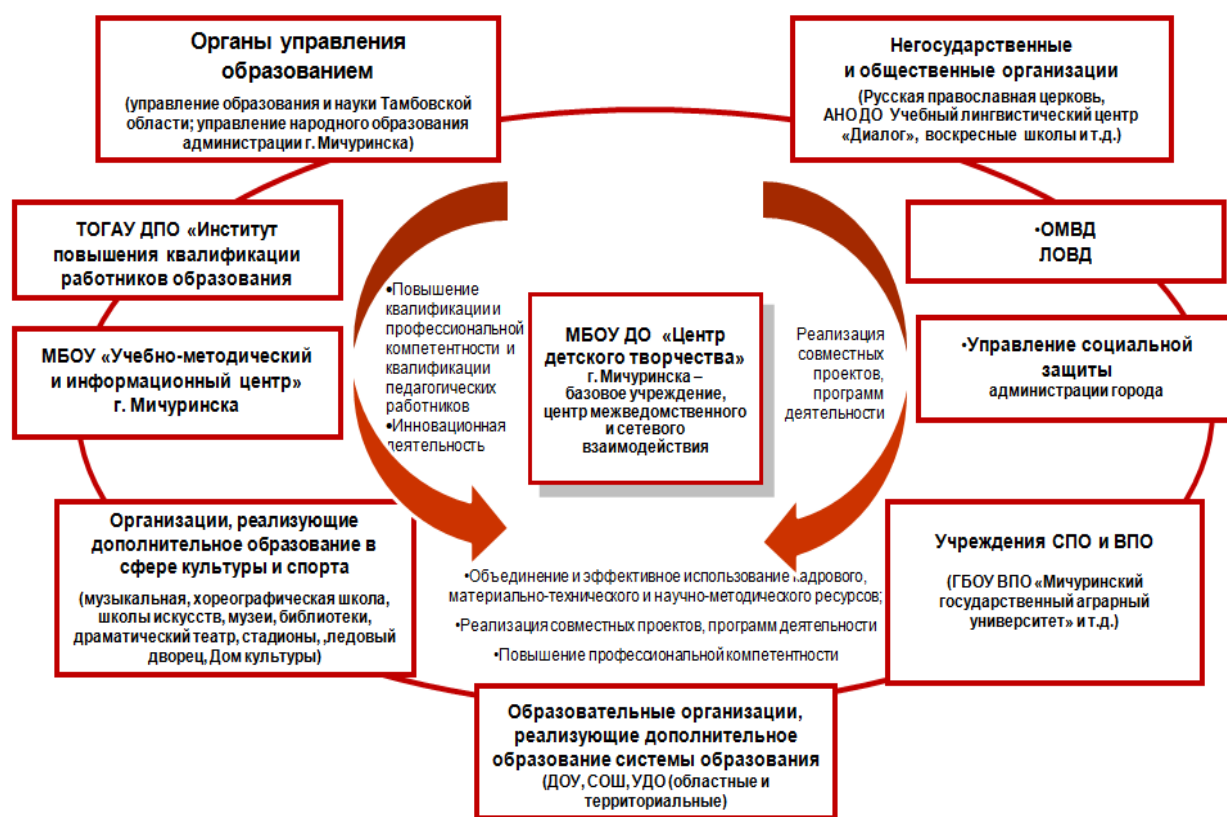 Органы управления
образованием
(управление образования и науки Тамбовской
области; управление народного образования
администрации г. Мичуринска)
Негосударственные
и общественные организации
(Русская православная церковь,
АНО ДО Учебный лингвистический центр
«Диалог», воскресные школы и т.д.)
ТОГАУ ДПО «Институт
повышения квалификации
работников образования
•ОМВД
ЛОВД
МБОУ «Учебно-методический
и информационный центр»
г. Мичуринска
•Повышение
квалификации и
профессиональной
компетентности и
квалификации
педагогических
работников
•Инновационная
деятельность
МБОУ ДО «Центр
детского творчества»
г. Мичуринска –
базовое учреждение,
центр межведомственного
и сетевого
взаимодействия
Реализация
совместных
проектов,
программ
деятельности
•Управление социальной
защиты
администрации города
Организации, реализующие
дополнительное образование в
сфере культуры и спорта
(музыкальная, хореографическая школа,
школы искусств, музеи, библиотеки,
драматический театр, стадионы, ,ледовый
дворец, Дом культуры)
•Объединение и эффективное использование кадрового,
материально-технического и научно-методического ресурсов;
•Реализация совместных проектов, программ деятельности
•Повышение профессиональной компетентности
Учреждения СПО и ВПО
(ГБОУ ВПО «Мичуринский
государственный аграрный
университет» и т.д.)
Образовательные организации,
реализующие дополнительное
образование системы образования
(ДОУ, СОШ, УДО (областные и
территориальные)